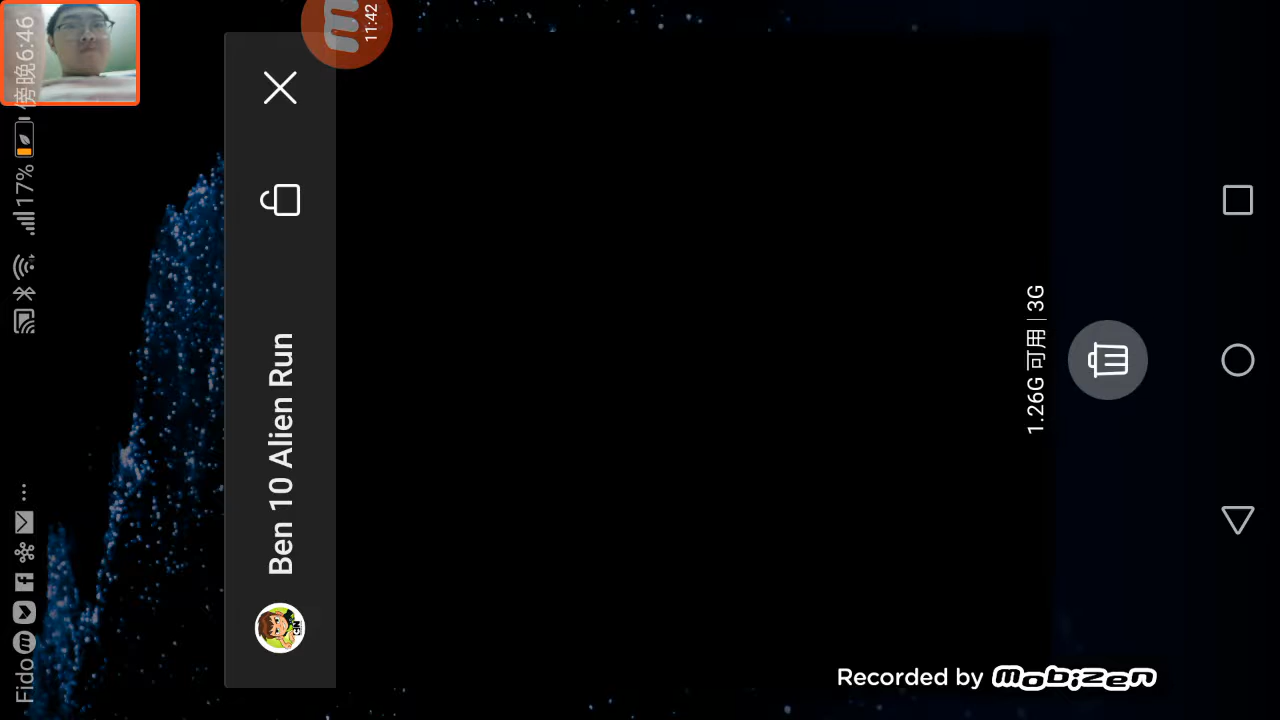 Fido
17%
傍晚6:46
11:42
Ben 10 Alien Run
CN
1.26G 可用 | 3G
Recorded by mobizen